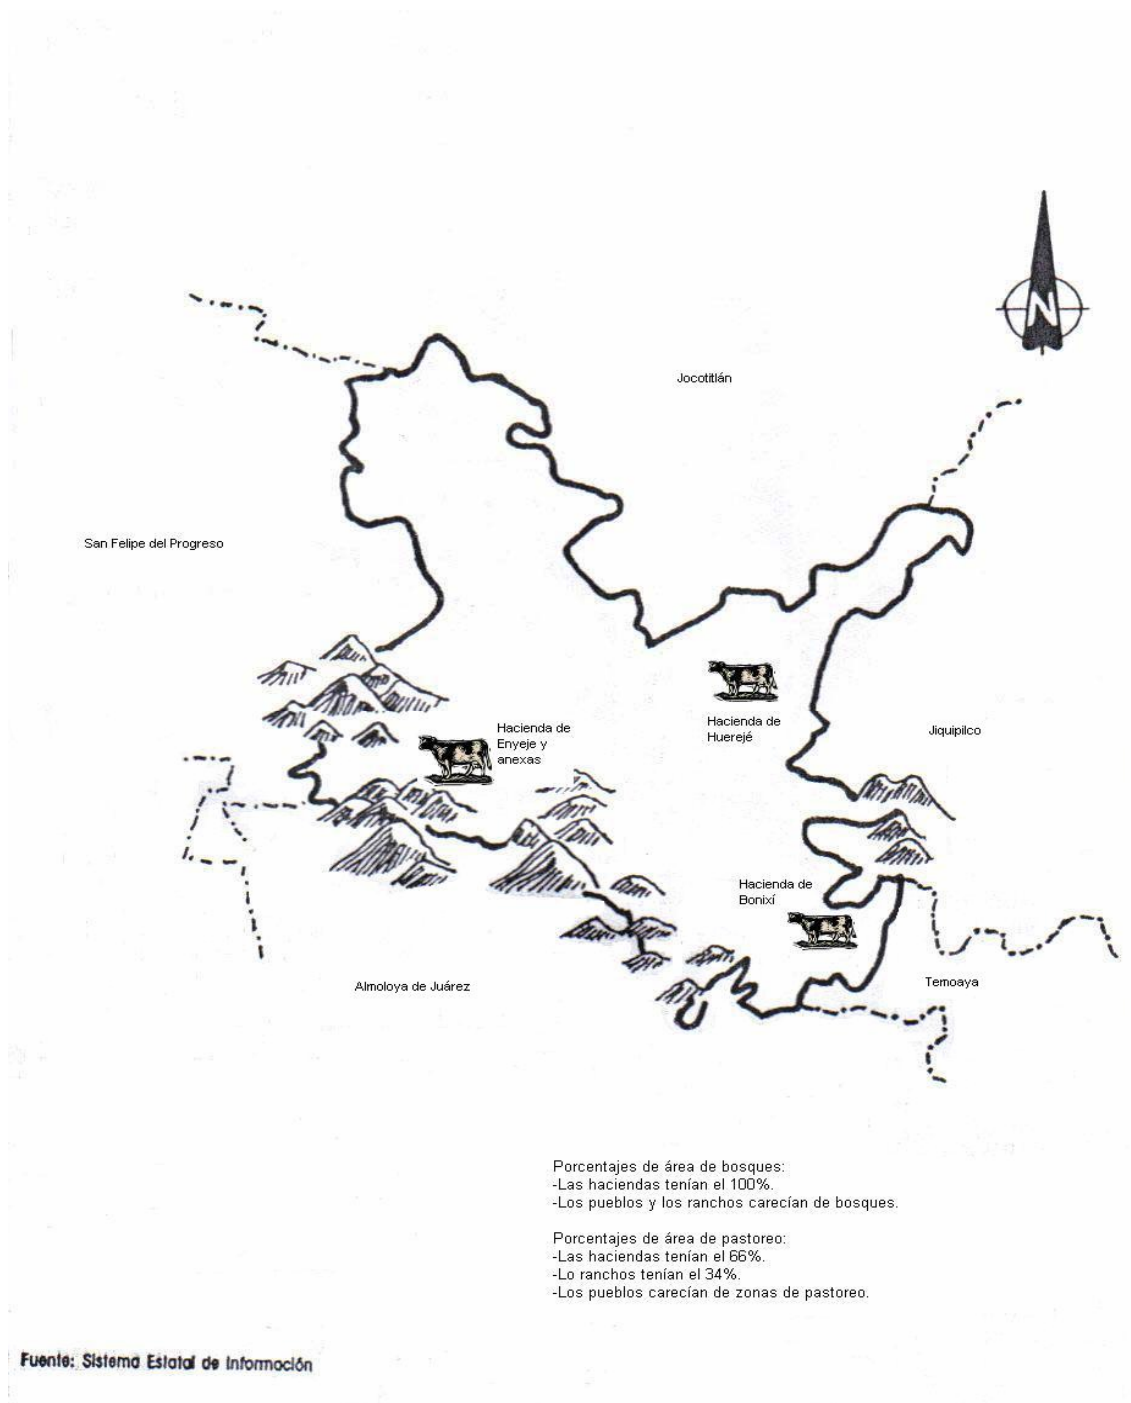 N
Jocotitlán
San Felipe del Progreso
Hacienda de
Enyeje y
anexas
Hacienda de
Huerejé
Jiquipilco
Hacienda de
Bonixí
Almoloya de Juárez
Temoaya
Porcentajes de área de bosques:
-Las haciendas tenían el 100%.
-Los pueblos y los ranchos carecían de bosques.
Porcentajes de área de pastoreo:
-Las haciendas tenían el 66%.
-Lo ranchos tenían el 34%.
-Los pueblos carecían de zonas de pastoreo.
Fuente: Sistema Estatal de Información